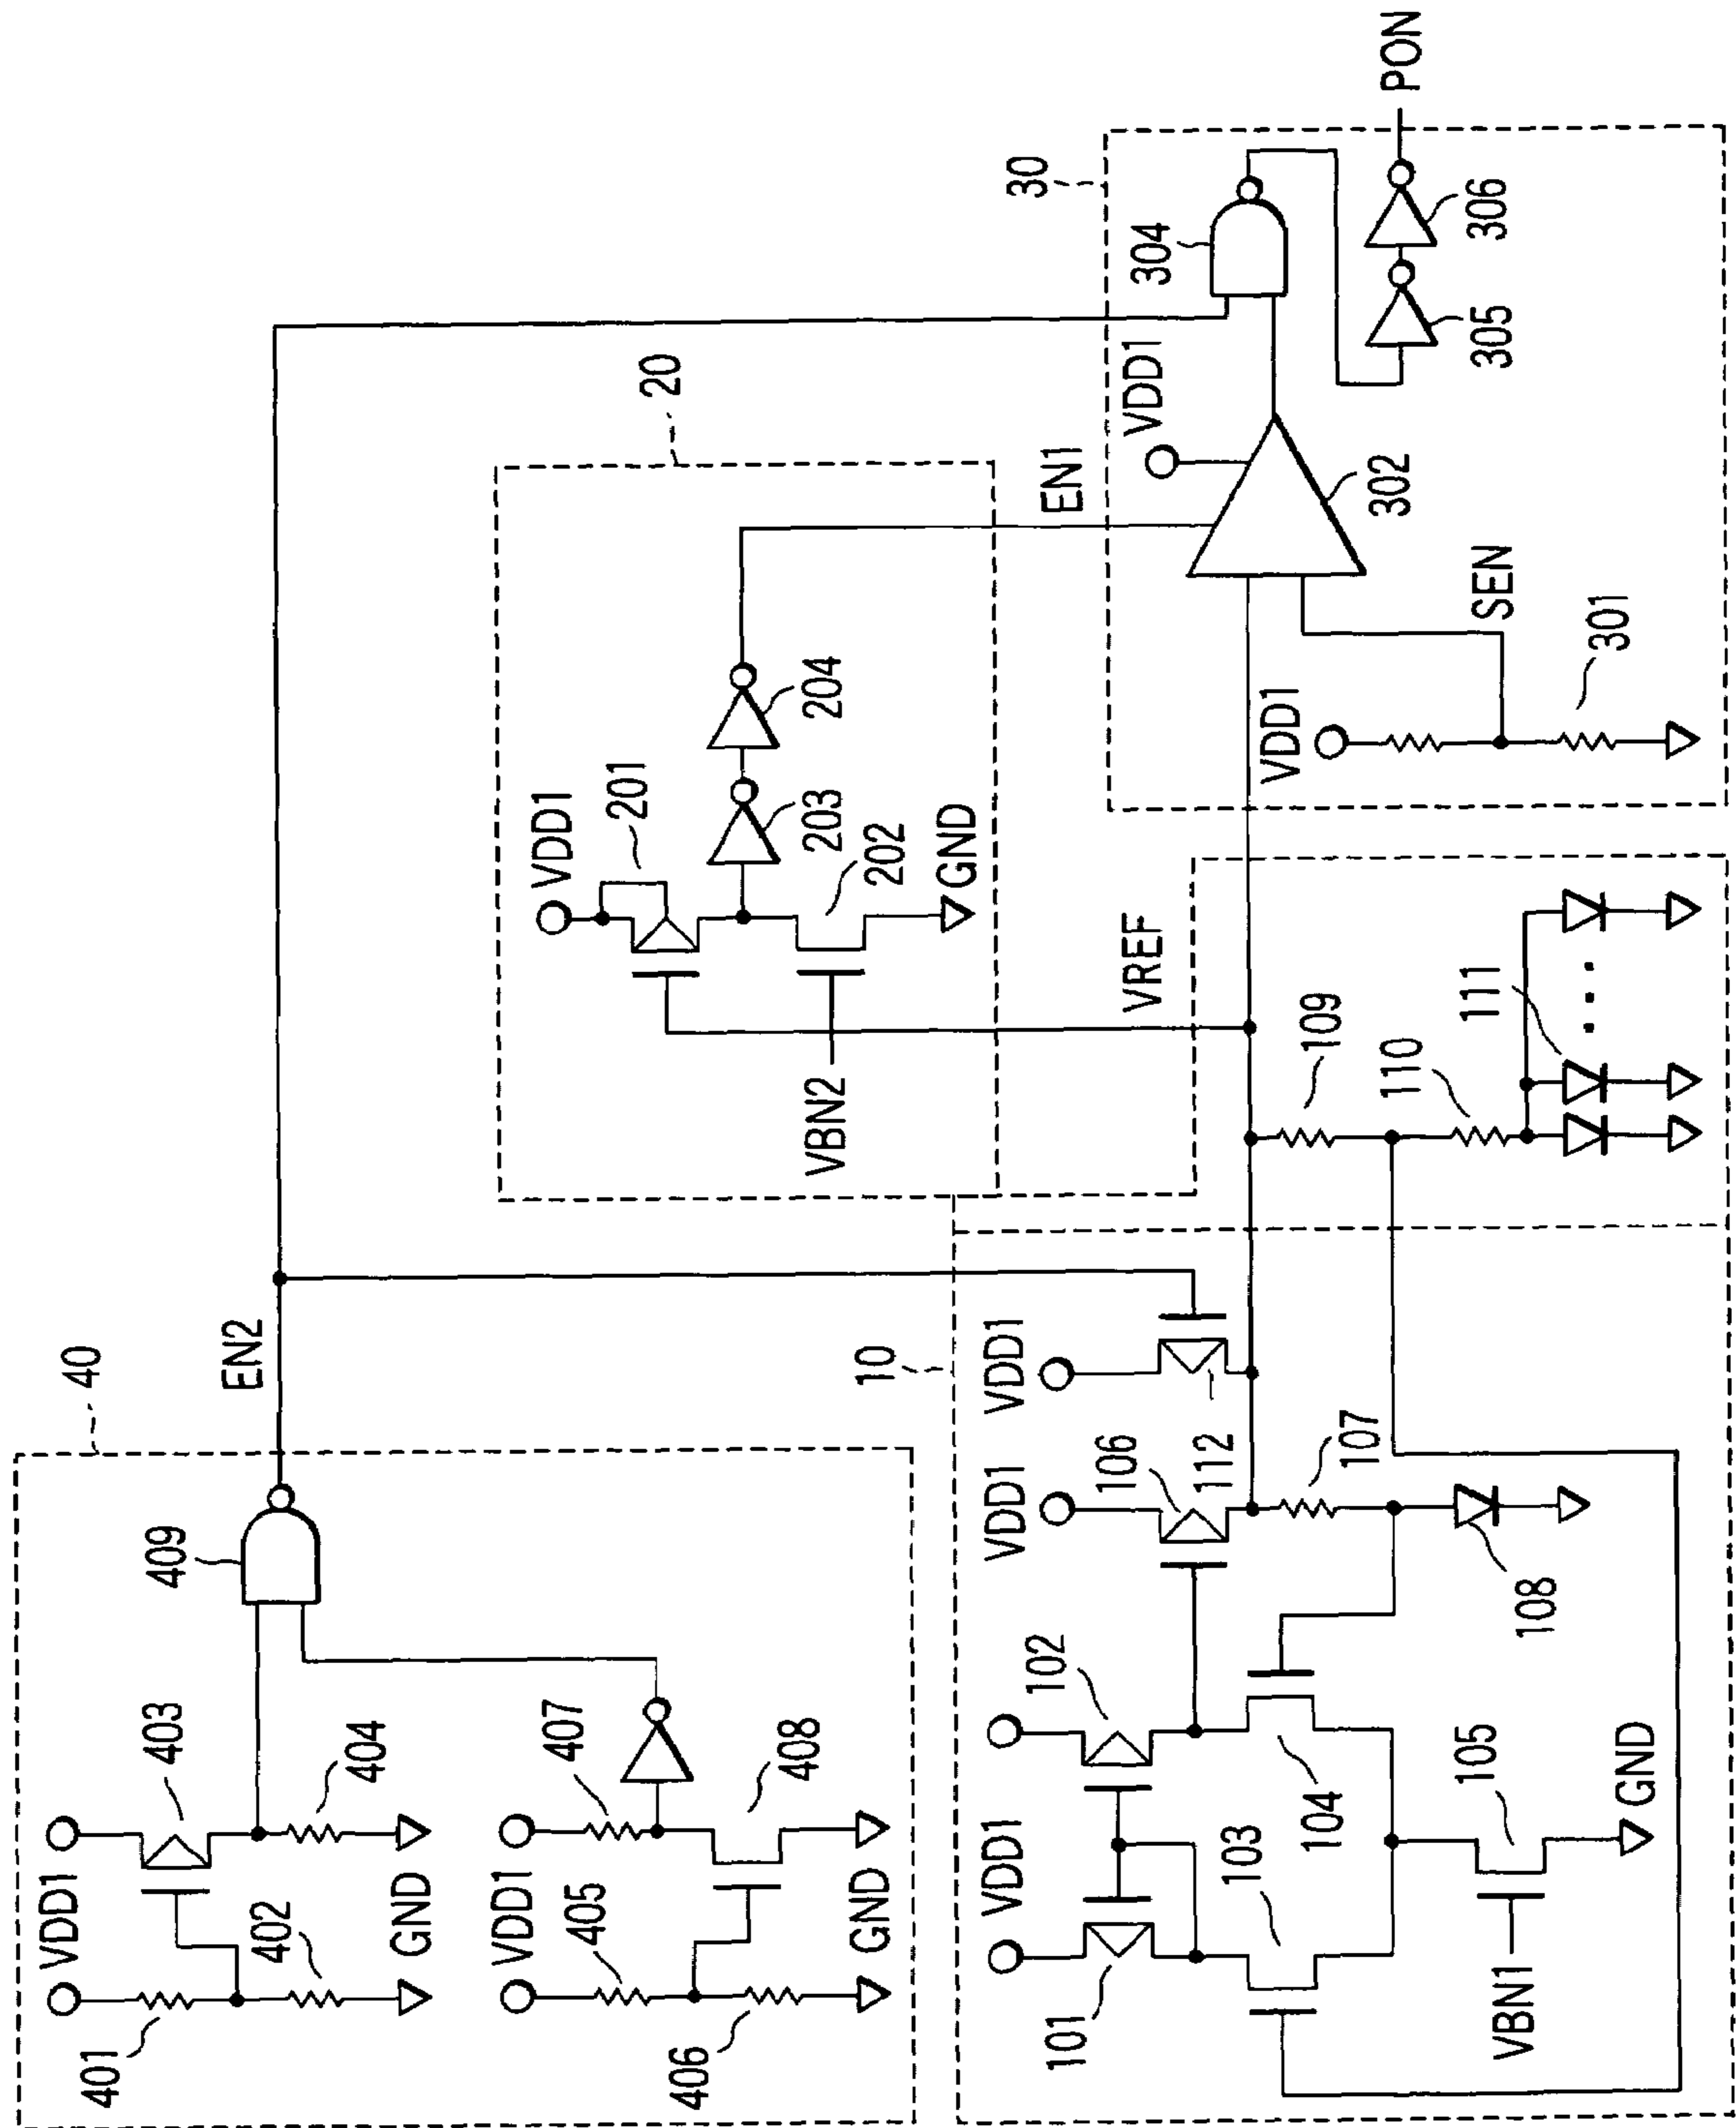 40
EN2
VDD1
401
402
403
404
GND
409
VDD1
405
406
407
408
GND
20
VDD1
201
203
204
202
GND
VBN2
EN1
10
VDD1
101
102
103
104
105
VBN1
GND
VDD1
106
VDD1
112
107
108
VREF
109
110
111
30
VDD1
302
304
305
306
PON
SEN
VDD1
301